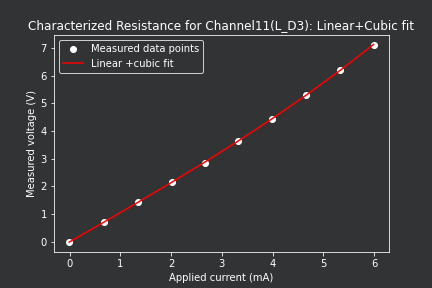 Characterized Resistance for Channel11(L_D3): Linear+Cubic fit
Measured data points
Linear +cubic fit
Measured voltage (V)
7
6
5
4
3
2
1
0
0 1 2 3 4 5 6
Applied current (mA)